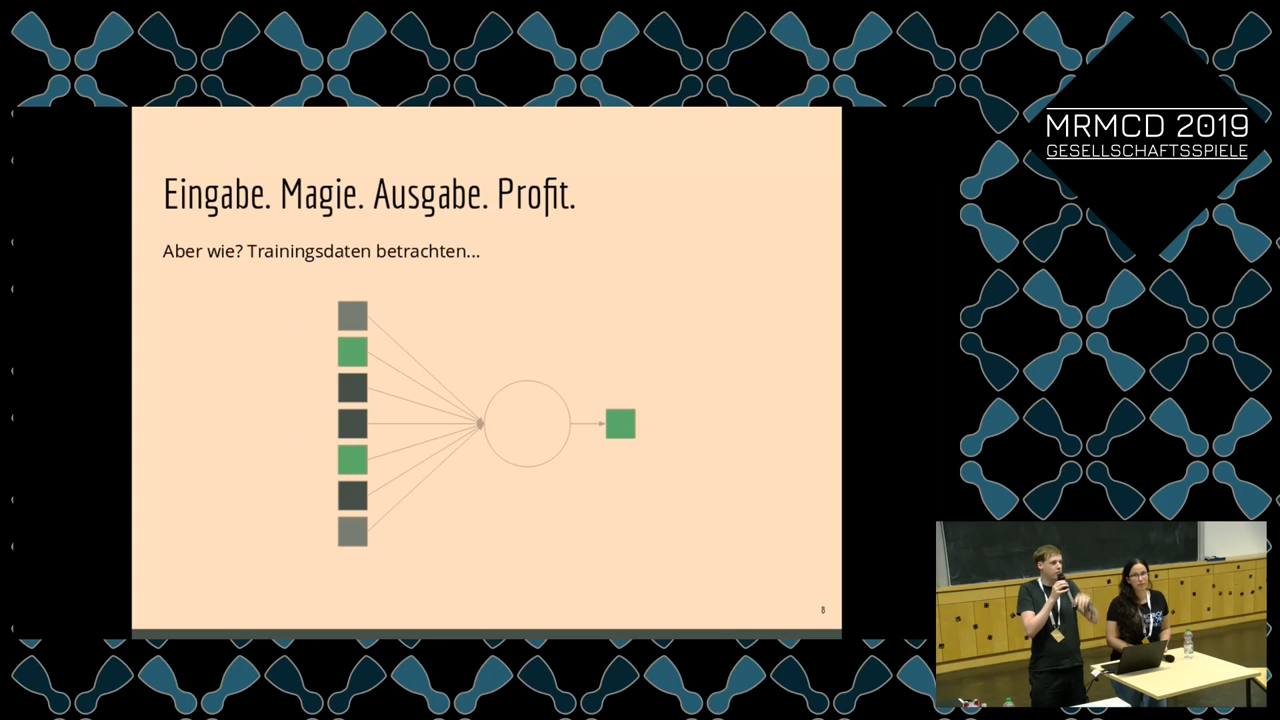 MRMCD 2019
GESELLSCHAFTSSPIELE
Eingabe. Magie. Ausgabe. Profit.
Aber wie? Trainingsdaten betrachten...
8